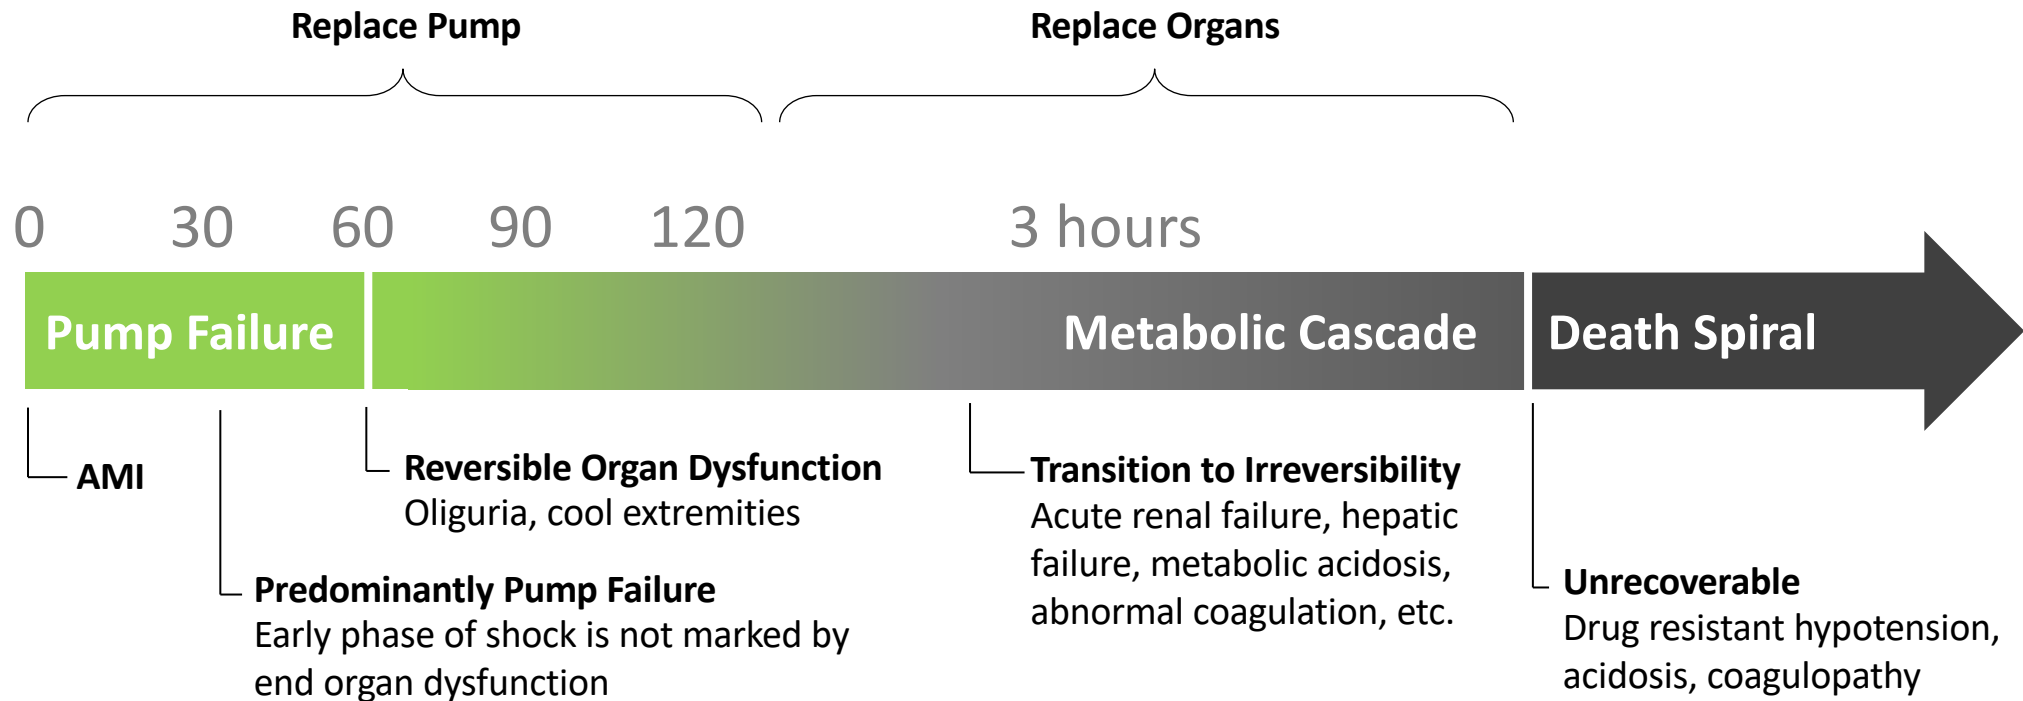 Replace Pump
Replace Organs
0 30 60 90 120 3 hours
Pump Failure
Metabolic Cascade
Death Spiral
AMI
Predominantly Pump Failure
Early phase of shock is not marked by
end organ dysfunction
Reversible Organ Dysfunction
Oliguria, cool extremities
Transition to Irreversibility
Acute renal failure, hepatic
failure, metabolic acidosis,
abnormal coagulation, etc.
Unrecoverable
Drug resistant hypotension,
acidosis, coagulopathy